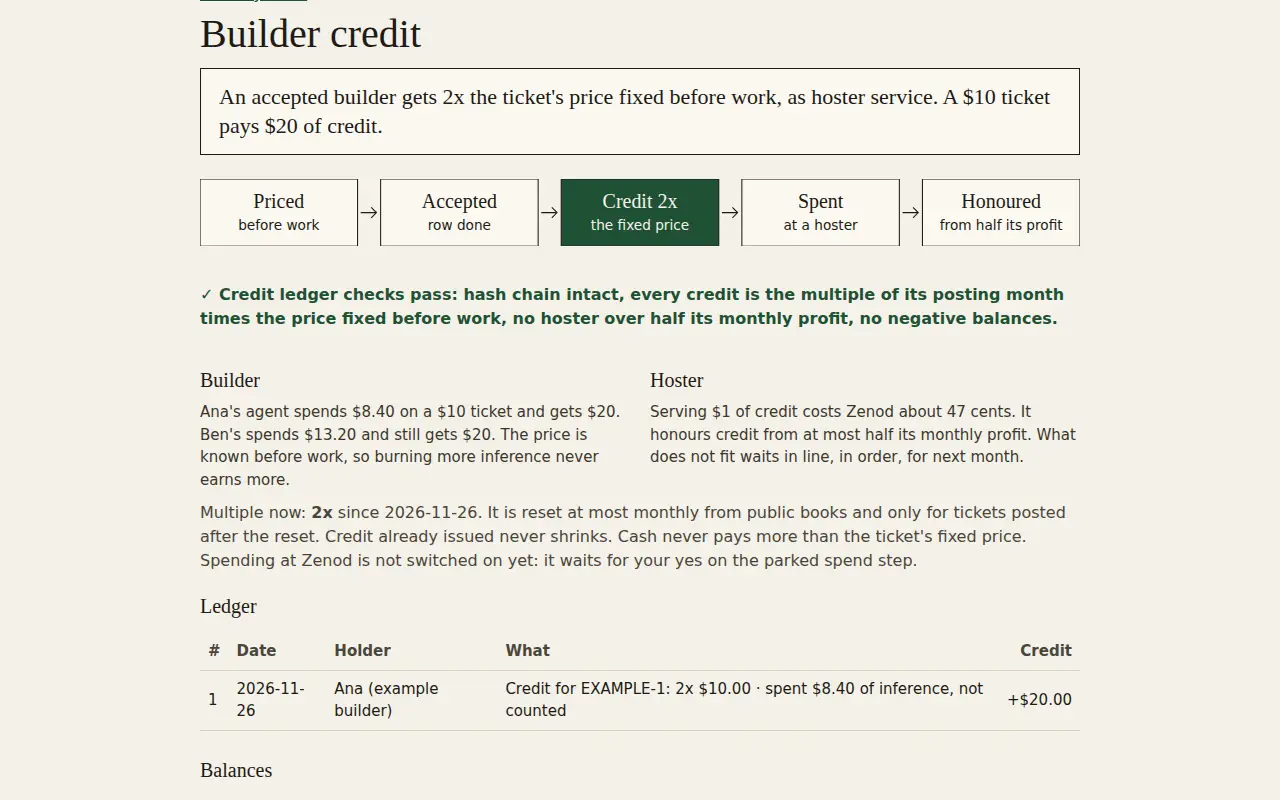 Builder credit
An accepted builder gets 2x the ticket's price fixed before work, as hoster service. A $10 ticket
pays $20 of credit.
Priced
before work
→
Accepted
row done
→
Credit 2x
the fixed price
→
Spent
at a hoster
→
Honoured
from half its profit
✓ Credit ledger checks pass: hash chain intact, every credit is the multiple of its posting month
times the price fixed before work, no hoster over half its monthly profit, no negative balances.
Builder
Ana's agent spends $8.40 on a $10 ticket and gets $20.
Ben's spends $13.20 and still gets $20. The price is
known before work, so burning more inference never
earns more.
Hoster
Serving $1 of credit costs Zenod about 47 cents. It
honours credit from at most half its monthly profit. What
does not fit waits in line, in order, for next month.
Multiple now: 2x since 2026-11-26. It is reset at most monthly from public books and only for tickets posted
after the reset. Credit already issued never shrinks. Cash never pays more than the ticket's fixed price.
Spending at Zenod is not switched on yet: it waits for your yes on the parked spend step.
Ledger
# Date Holder What Credit
1 2026-11-26 Ana (example builder) Credit for EXAMPLE-1: 2x $10.00 · spent $8.40 of inference, not counted +$20.00
Balances